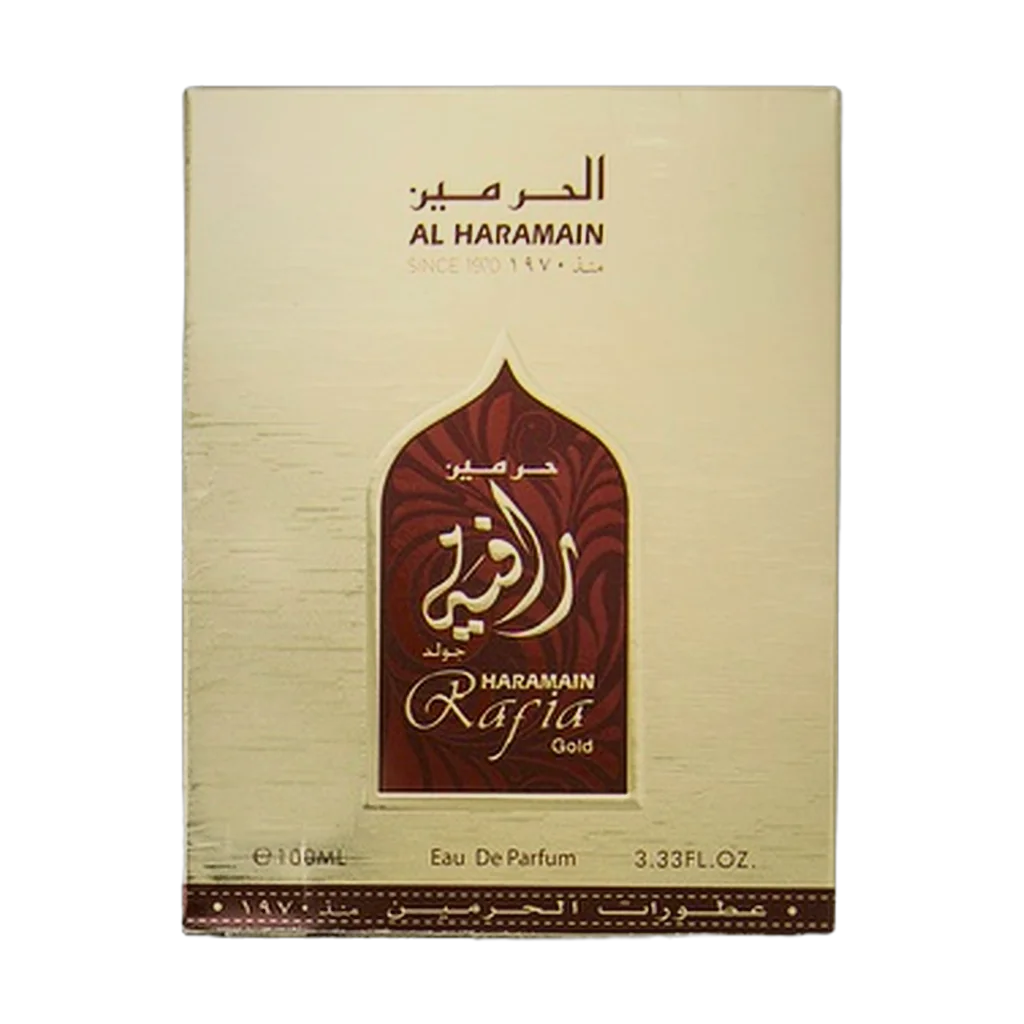 الحرمين
AL HARAMAIN
SINCE 1970 منذ ١٩٧٠
حرمين
رافية
جولد
HARAMAIN
Rafia
Gold
℮100ML Eau De Parfum 3.33FL.OZ.
• عطورات الحرمين منذ ١٩٧٠ •